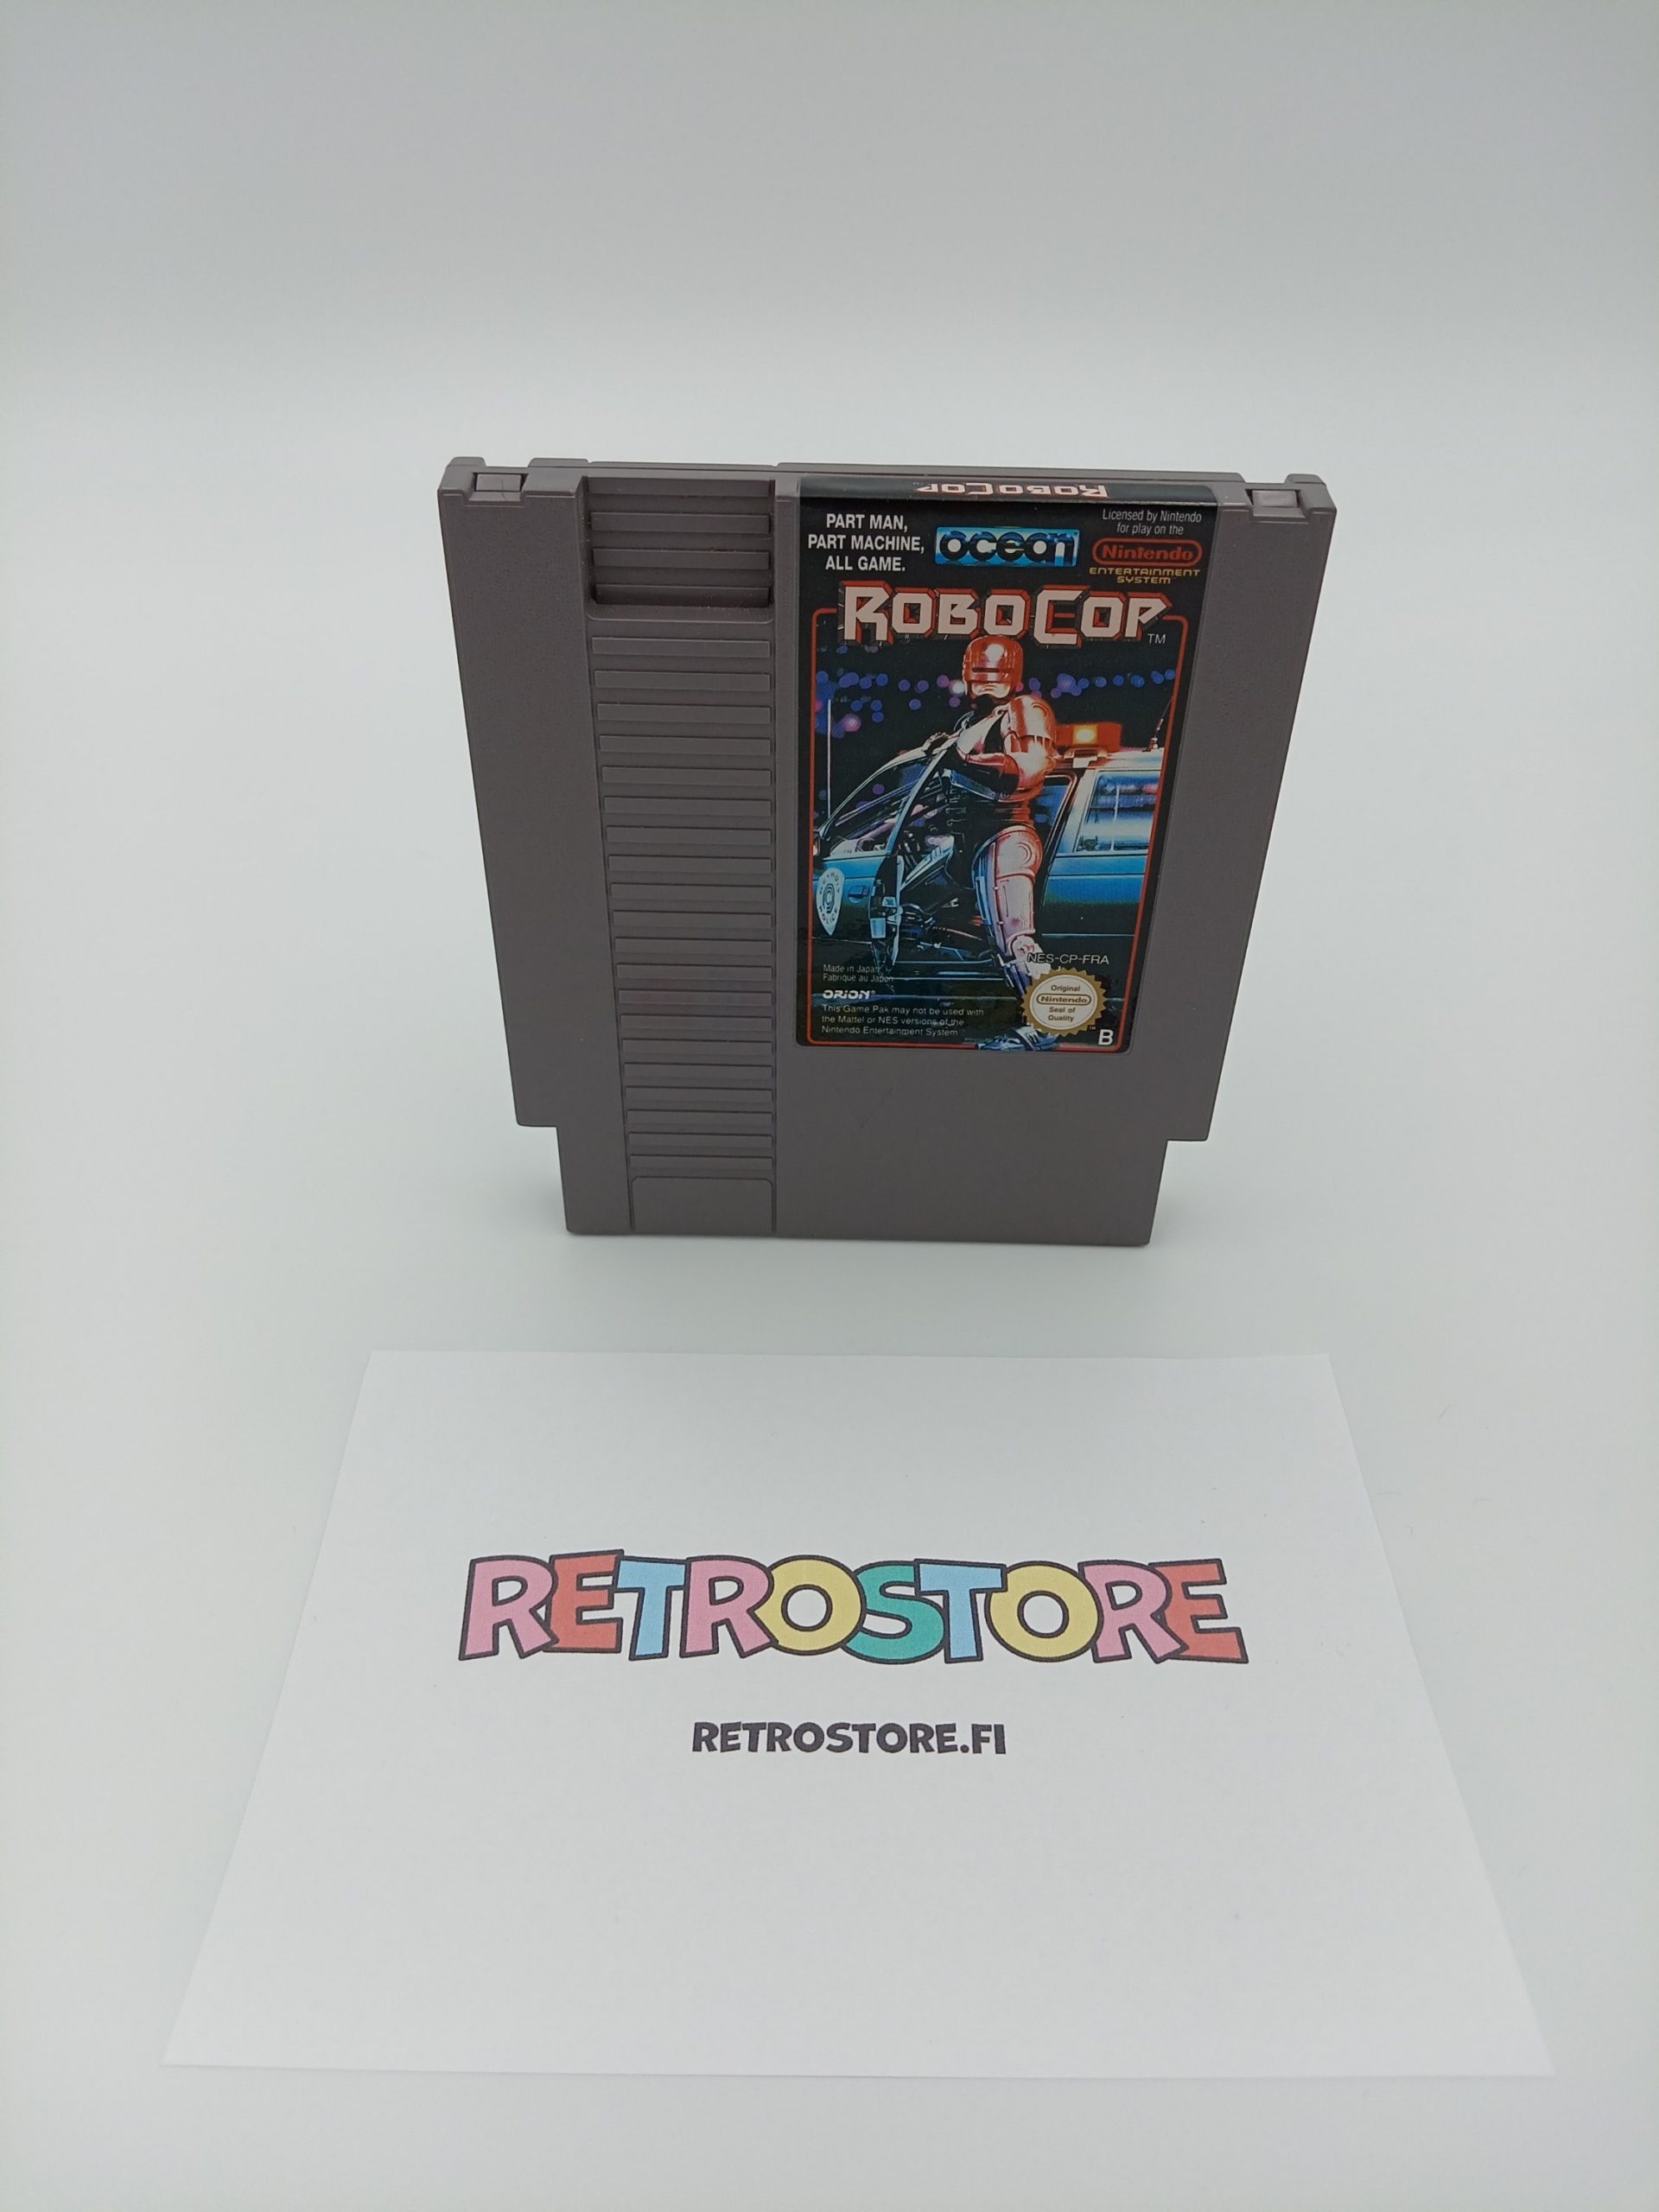 ROBOCOP
PART MAN,
PART MACHINE,
ALL GAME.
ocean
Licensed by Nintendo
for play on the
Nintendo
ENTERTAINMENT
SYSTEM
ROBOCOP TM
NES-CP-FRA
Made in Japan
Fabriqué au Japon
ORION®
This Game Pak may not be used with
the Mattel or NES versions of the
Nintendo Entertainment System
Original
Nintendo
Seal of
Quality
TM
B
RETROSTORE
RETROSTORE.FI